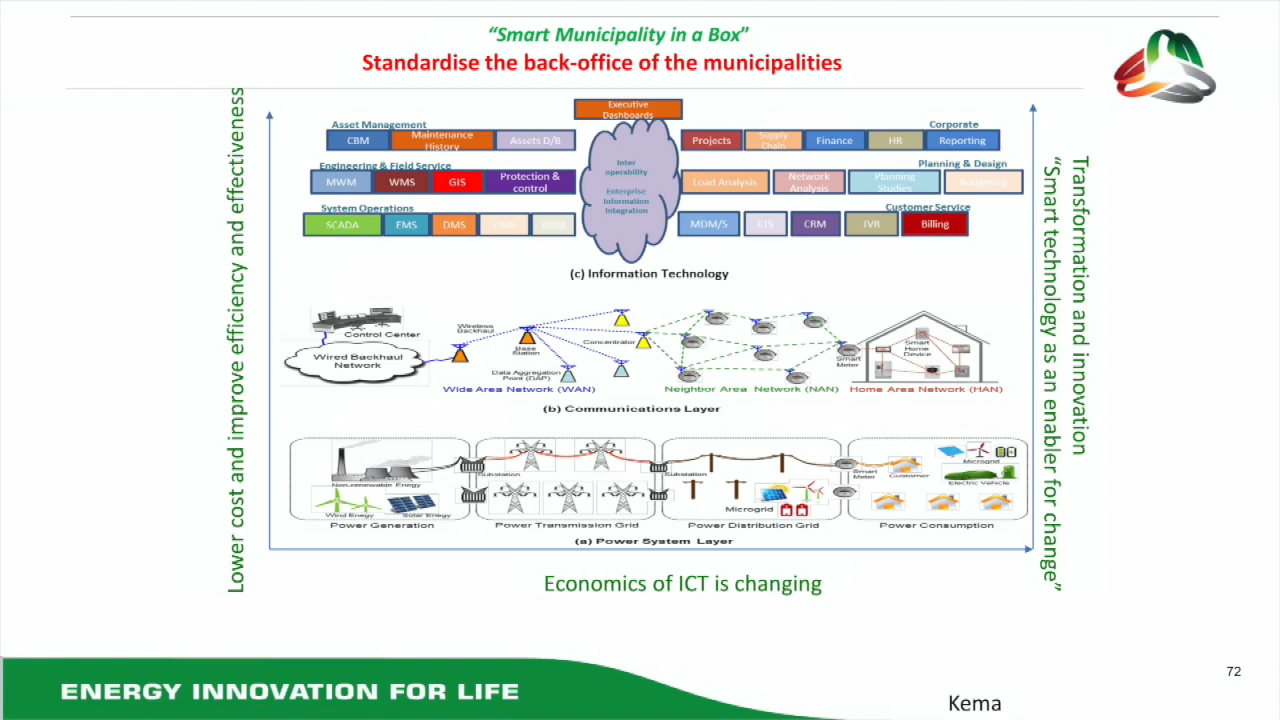 “Smart Municipality in a Box”
Standardise the back-office of the municipalities
Lower cost and improve efficiency and effectiveness
Executive
Dashboards
Asset Management
CBM
Maintenance
History
Assets D/B
Engineering & Field Service
MWM
WMS
GIS
Protection &
control
System Operations
SCADA
EMS
DMS
Inter
operability
Enterprise
Information
Integration
Corporate
Projects
Supply
Chain
Finance
HR
Reporting
Planning & Design
Load Analysis
Network
Analysis
Planning
Studies
Customer Service
MDM/S
CIS
CRM
IVR
Billing
(c) Information Technology
Control Center
Wired Backhaul
Network
Wireless
Backhaul
Base
Station
Concentrator
Data Aggregation
Point (DAP)
Smart
Meter
Smart
Home
Device
Wide Area Network (WAN)
Neighbor Area Network (NAN)
Home Area Network (HAN)
(b) Communications Layer
Non-renewable Enegy
Wind Enegy
Solar Enegy
Substation
Substation
Microgrid
Smart
Meter
Customer
Microgrid
Electric Vehicle
Power Generation
Power Transmission Grid
Power Distribution Grid
Power Consumption
(a) Power System Layer
Transformation and innovation
“Smart technology as an enabler for change”
Economics of ICT is changing
ENERGY INNOVATION FOR LIFE
72
Kema